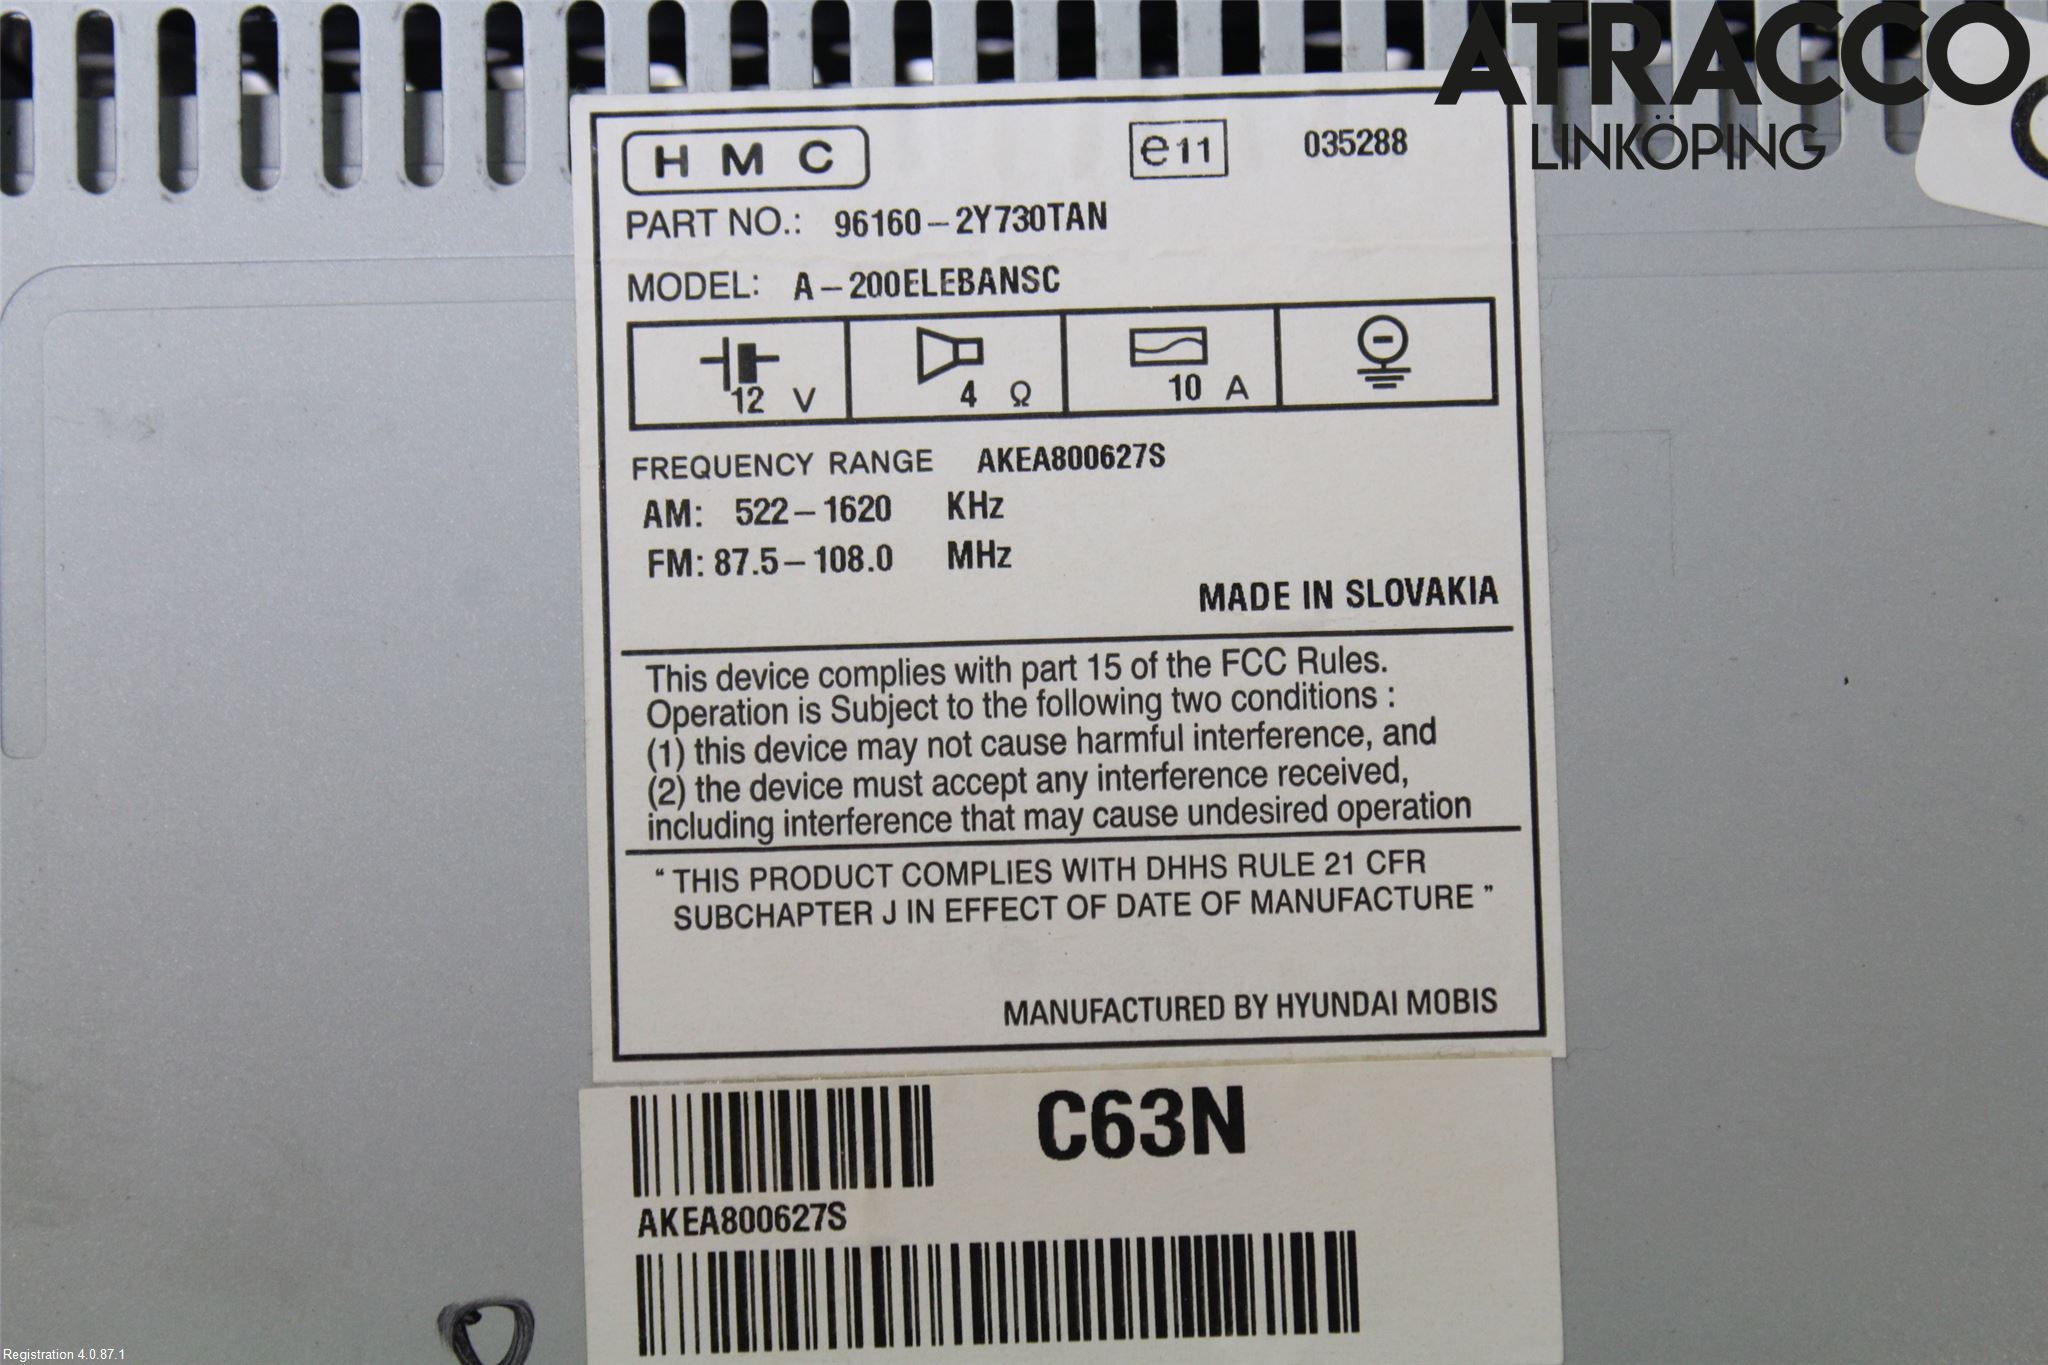 ATRACCO
LINKÖPING
HMC e11 035288
PART NO.: 96160-2Y730TAN
MODEL: A-200ELEBANSC
12 V 4 Ω 10 A
FREQUENCY RANGE AKEA800627S
AM: 522-1620 KHz
FM: 87.5-108.0 MHz
MADE IN SLOVAKIA
This device complies with part 15 of the FCC Rules.
Operation is Subject to the following two conditions :
(1) this device may not cause harmful interference, and
(2) the device must accept any interference received,
including interference that may cause undesired operation
“ THIS PRODUCT COMPLIES WITH DHHS RULE 21 CFR
SUBCHAPTER J IN EFFECT OF DATE OF MANUFACTURE ”
MANUFACTURED BY HYUNDAI MOBIS
C63N
AKEA800627S
Registration 4.0.87.1